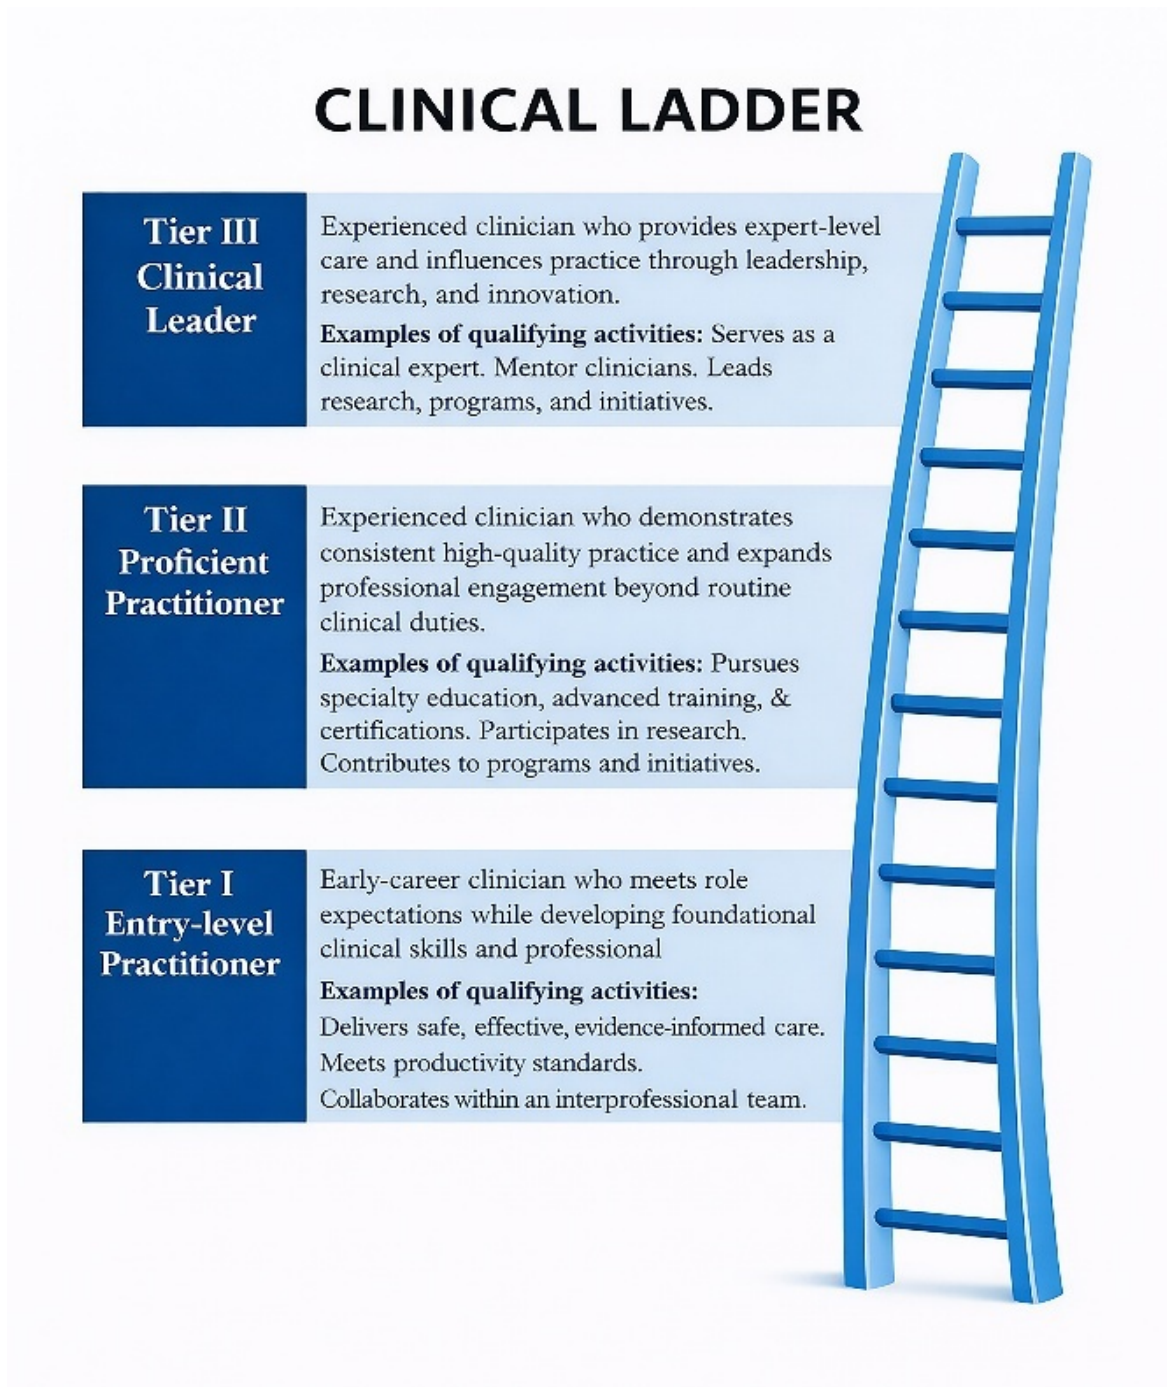 CLINICAL LADDER
Tier III
Clinical
Leader
Experienced clinician who provides expert-level
care and influences practice through leadership,
research, and innovation.
Examples of qualifying activities: Serves as a
clinical expert. Mentor clinicians. Leads
research, programs, and initiatives.
Tier II
Proficient
Practitioner
Experienced clinician who demonstrates
consistent high-quality practice and expands
professional engagement beyond routine
clinical duties.
Examples of qualifying activities: Pursues
specialty education, advanced training, &
certifications. Participates in research.
Contributes to programs and initiatives.
Tier I
Entry-level
Practitioner
Early-career clinician who meets role
expectations while developing foundational
clinical skills and professional
Examples of qualifying activities:
Delivers safe, effective, evidence-informed care.
Meets productivity standards.
Collaborates within an interprofessional team.